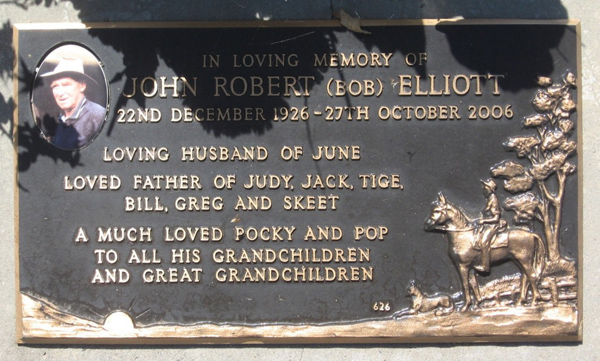 IN LOVING MEMORY OF
JOHN ROBERT (BOB) ELLIOTT
22ND DECEMBER 1926 - 27TH OCTOBER 2006
LOVING HUSBAND OF JUNE
LOVED FATHER OF JUDY, JACK, TIGE,
BILL, GREG AND SKEET
A MUCH LOVED POCKY AND POP
TO ALL HIS GRANDCHILDREN
AND GREAT GRANDCHILDREN
626